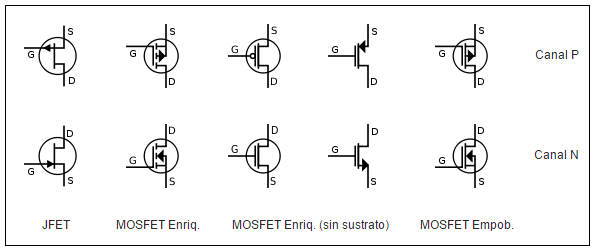 S S S S S
G G G G G
D D D D D
Canal P
D D D D D
G G G G G
S S S S S
Canal N
JFET MOSFET Enriq. MOSFET Enriq. (sin sustrato) MOSFET Empob.